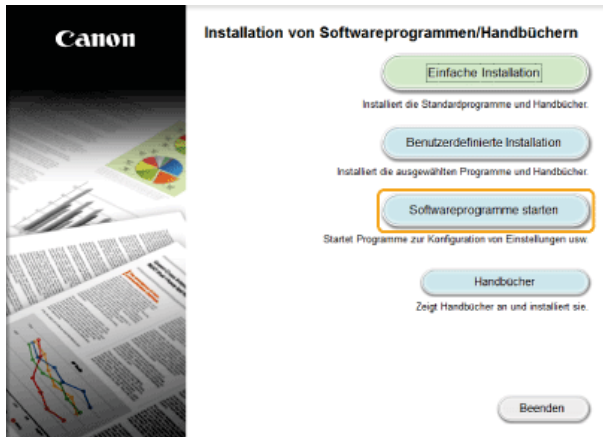 Canon
Installation von Softwareprogrammen/Handbüchern
Einfache Installation
Installiert die Standardprogramme und Handbücher.
Benutzerdefinierte Installation
Installiert die ausgewählten Programme und Handbücher.
Softwareprogramme starten
Startet Programme zur Konfiguration von Einstellungen usw.
Handbücher
Zeigt Handbücher an und installiert sie.
Beenden